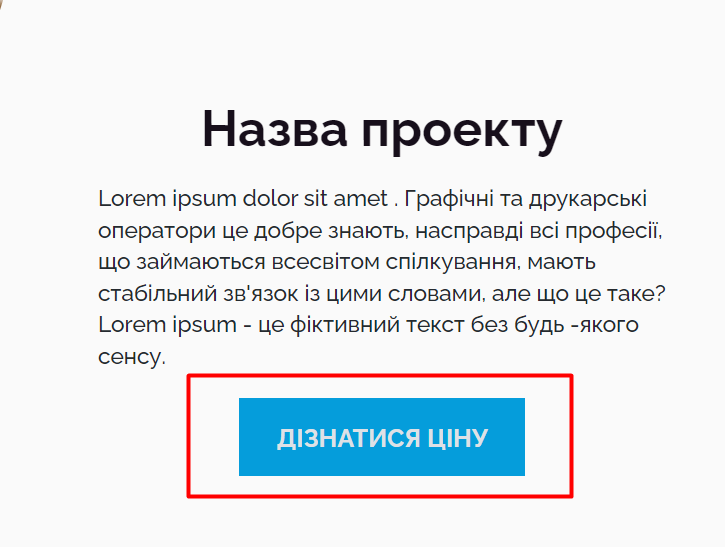 Назва проекту
Lorem ipsum dolor sit amet . Графічні та друкарські
оператори це добре знають, насправді всі професії,
що займаються всесвітом спілкування, мають
стабільний зв'язок із цими словами, але що це таке?
Lorem ipsum - це фіктивний текст без будь -якого
сенсу.
ДІЗНАТИСЯ ЦІНУ